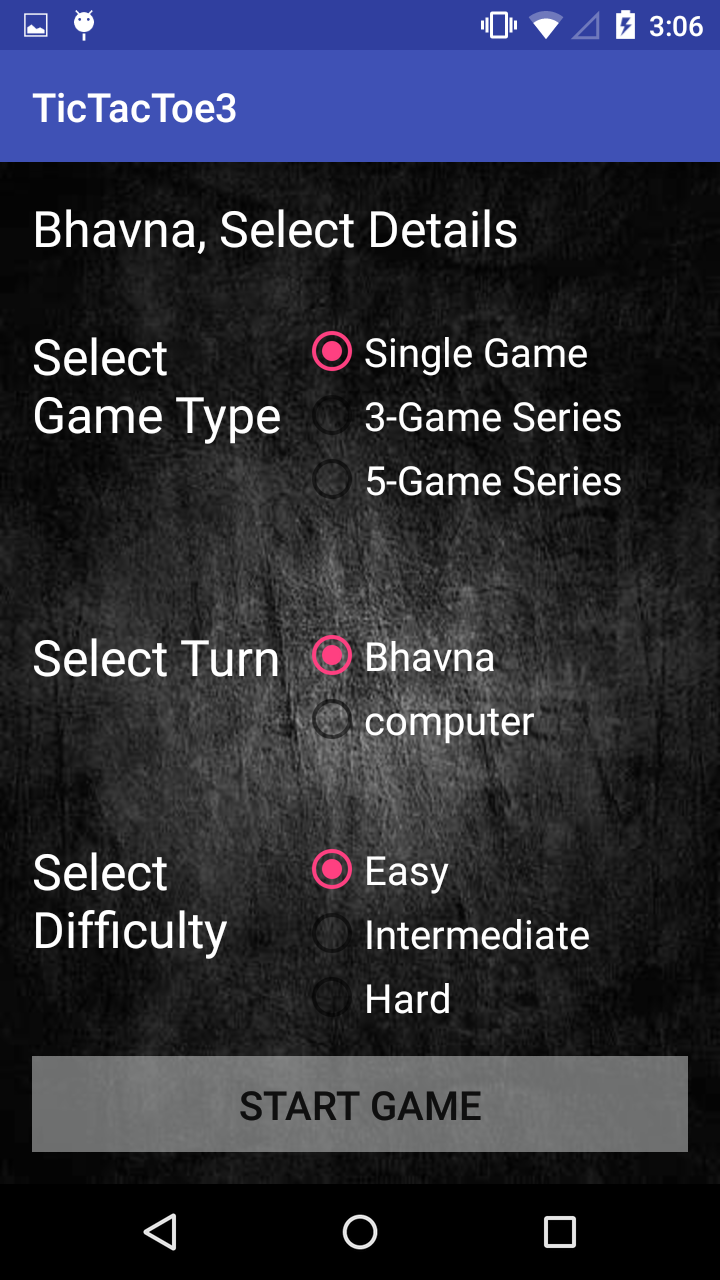 3:06
TicTacToe3
Bhavna, Select Details
Select
Game Type
Single Game
3-Game Series
5-Game Series
Select Turn
Bhavna
computer
Select
Difficulty
Easy
Intermediate
Hard
START GAME